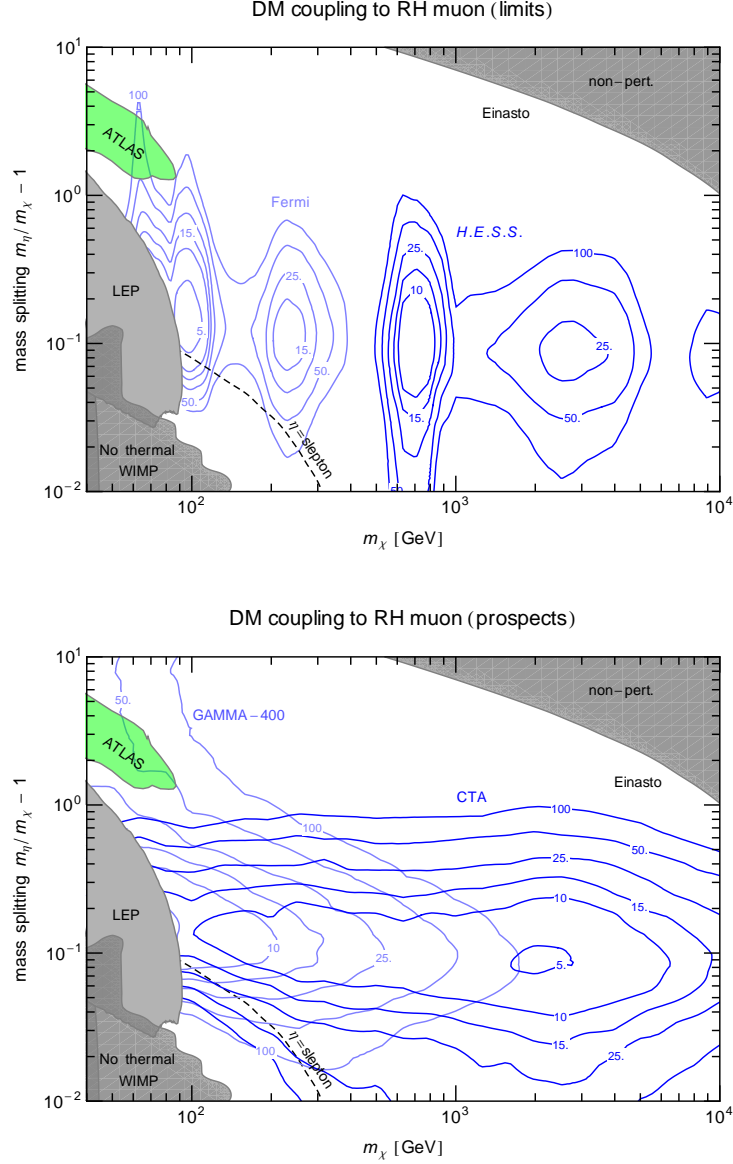 DM coupling to RH muon (limits)
10^1
100
non−pert.
Einasto
ATLAS
10^0
Fermi
H.E.S.S.
15.
25.
25.
100
LEP
10
5.
15.
25.
10^−1
50.
50.
50.
15.
η=slepton
No thermal
WIMP
50
10^−2
10^2
10^3
10^4
mass splitting m_η/m_χ − 1
m_χ [GeV]
DM coupling to RH muon (prospects)
10^1
50.
non−pert.
GAMMA−400
ATLAS
Einasto
CTA
10^0
100
100
50.
25.
LEP
10
15.
10
25.
10^−1
5.
10
15.
No thermal
WIMP
100
η=slepton
25.
10^−2
10^2
10^3
10^4
mass splitting m_η/m_χ − 1
m_χ [GeV]